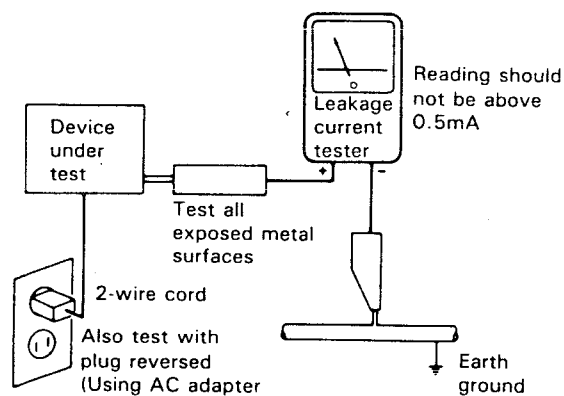 Reading should
not be above
0.5mA
Leakage
current
tester
+ -
Device
under
test
Test all
exposed metal
surfaces
2-wire cord
Also test with
plug reversed
(Using AC adapter
Earth
ground